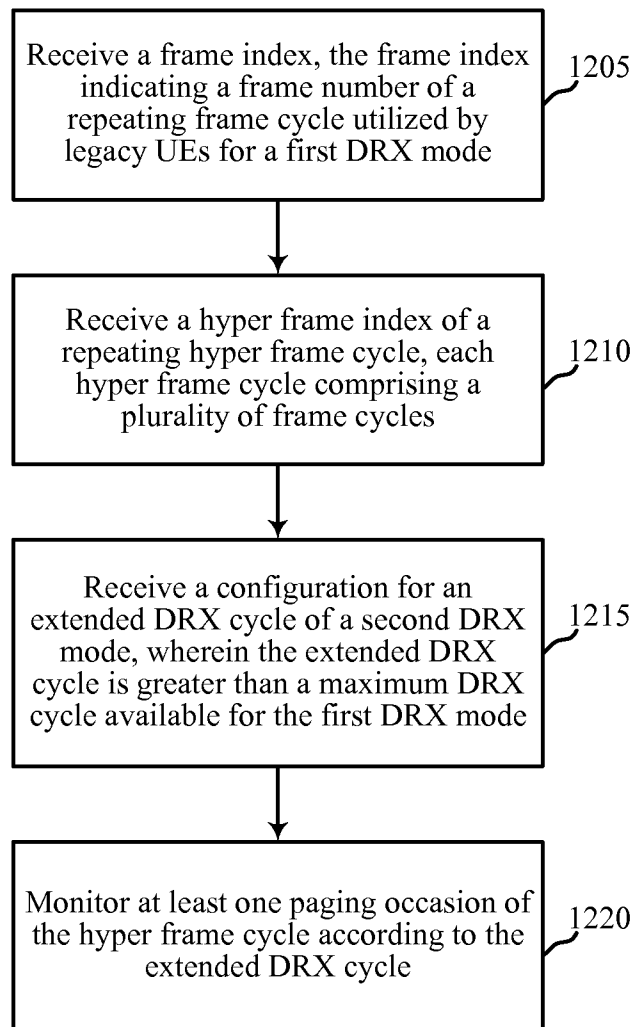 Receive a frame index, the frame index
indicating a frame number of a
repeating frame cycle utilized by
legacy UEs for a first DRX mode
1205
Receive a hyper frame index of a
repeating hyper frame cycle, each
hyper frame cycle comprising a
plurality of frame cycles
1210
Receive a configuration for an
extended DRX cycle of a second DRX
mode, wherein the extended DRX
cycle is greater than a maximum DRX
cycle available for the first DRX mode
1215
Monitor at least one paging occasion of
the hyper frame cycle according to the
extended DRX cycle
1220